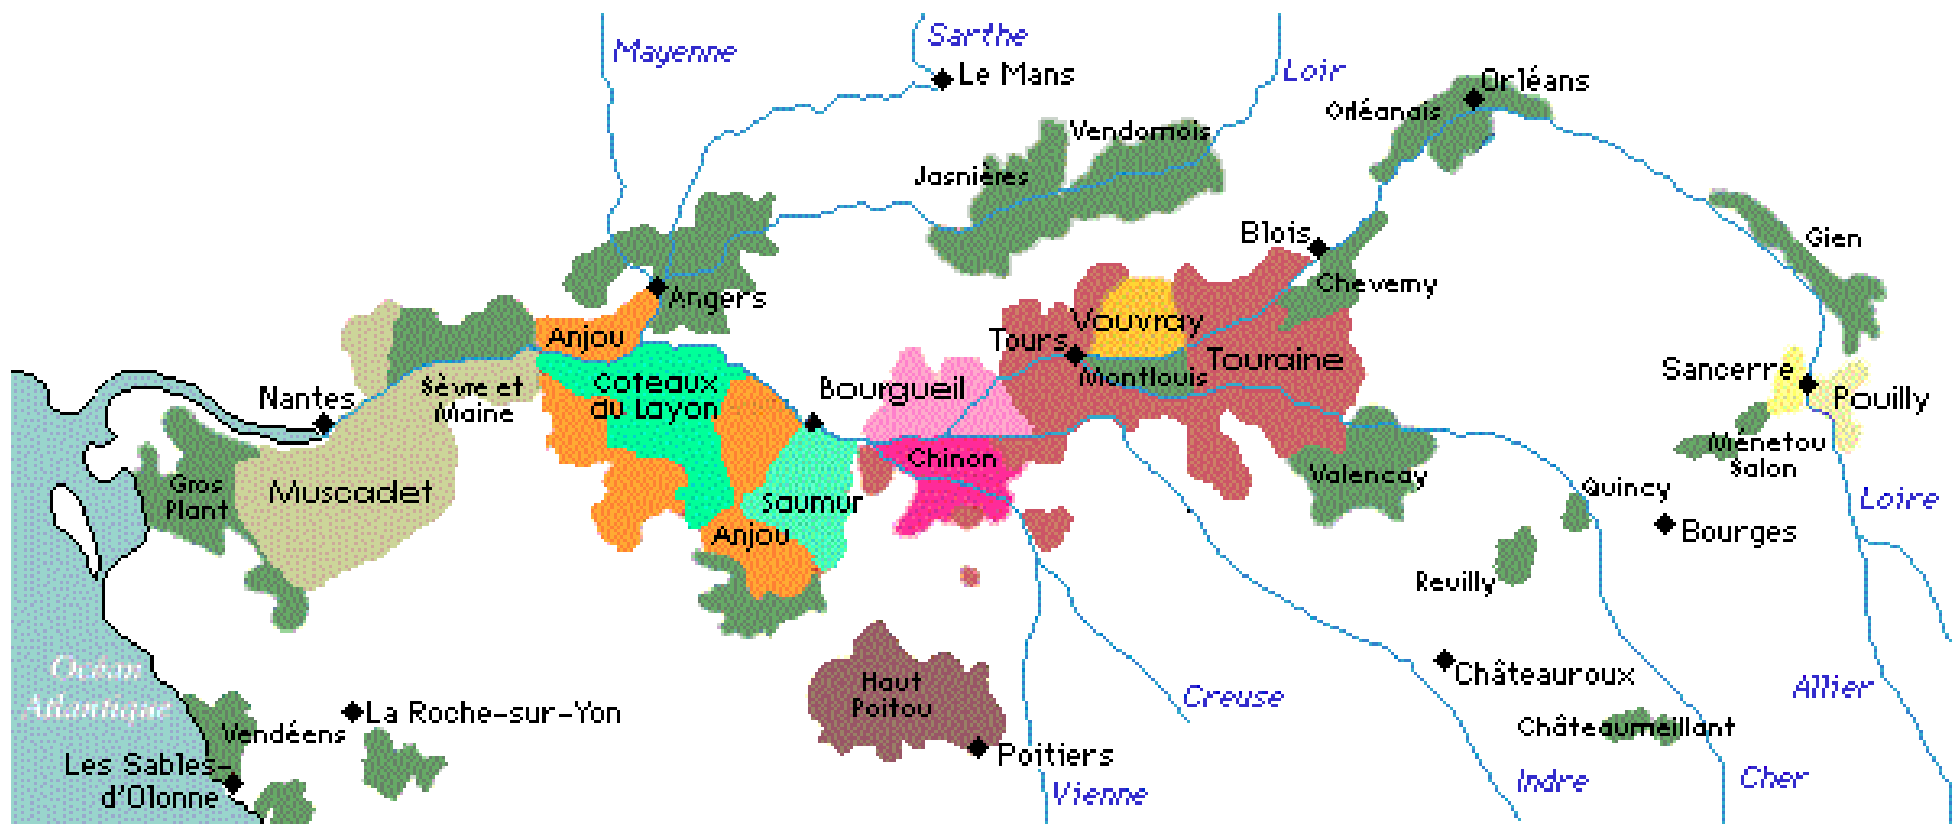 Mayenne
Sarthe
Le Mans
Loir
Orléans
Orléanais
Vendomois
Jasnières
Blois
Gien
Cheverny
Angers
Anjou
Vouvray
Tours
Touraine
Montlouis
Sancerre
Pouilly
Nantes
Sèvre et
Maine
Coteaux
du Layon
Bourgueil
Ménetou
Salon
Chinon
Valencay
Gros
Plant
Muscadet
Saumur
Quincy
Loire
Anjou
Bourges
Reuilly
Océan
Atlantique
Haut
Poitou
Châteauroux
Creuse
Allier
La Roche-sur-Yon
Vendéens
Châteaumeillant
Poitiers
Les Sables-
d'Olonne
Vienne
Indre
Cher